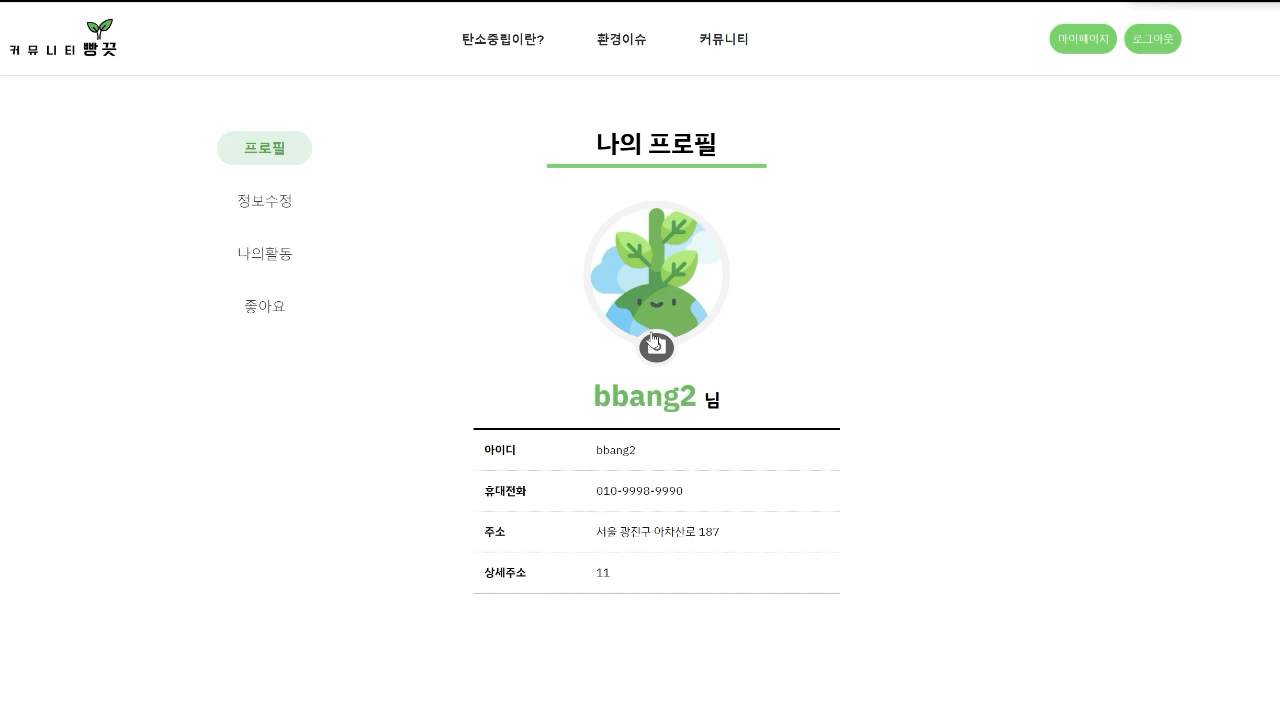 커뮤니티 빵끗
탄소중립이란? 환경이슈 커뮤니티
마이페이지 로그아웃
프로필
정보수정
나의활동
좋아요
나의 프로필
bbang2 님
아이디 bbang2
휴대전화 010-9998-9990
주소 서울 광진구 아차산로 187
상세주소 11